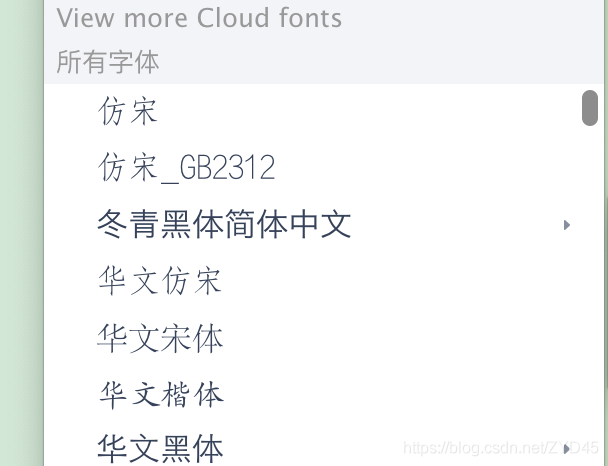 View more Cloud fonts
所有字体
仿宋
仿宋_GB2312
冬青黑体简体中文
华文仿宋
华文宋体
华文楷体
华文黑体